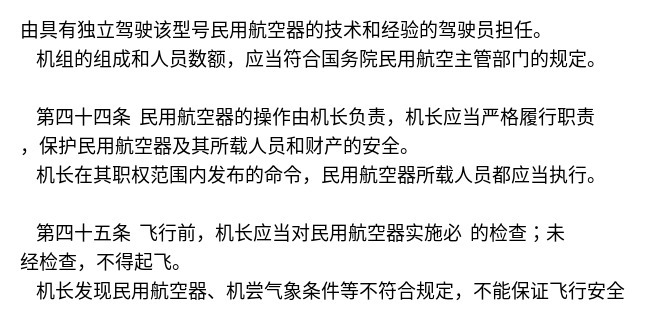 由具有独立驾驶该型号民用航空器的技术和经验的驾驶员担任。
机组的组成和人员数额，应当符合国务院民用航空主管部门的规定。
第四十四条 民用航空器的操作由机长负责，机长应当严格履行职责
，保护民用航空器及其所载人员和财产的安全。
机长在其职权范围内发布的命令，民用航空器所载人员都应当执行。
第四十五条 飞行前，机长应当对民用航空器实施必 的检查；未
经检查，不得起飞。
机长发现民用航空器、机尝气象条件等不符合规定，不能保证飞行安全